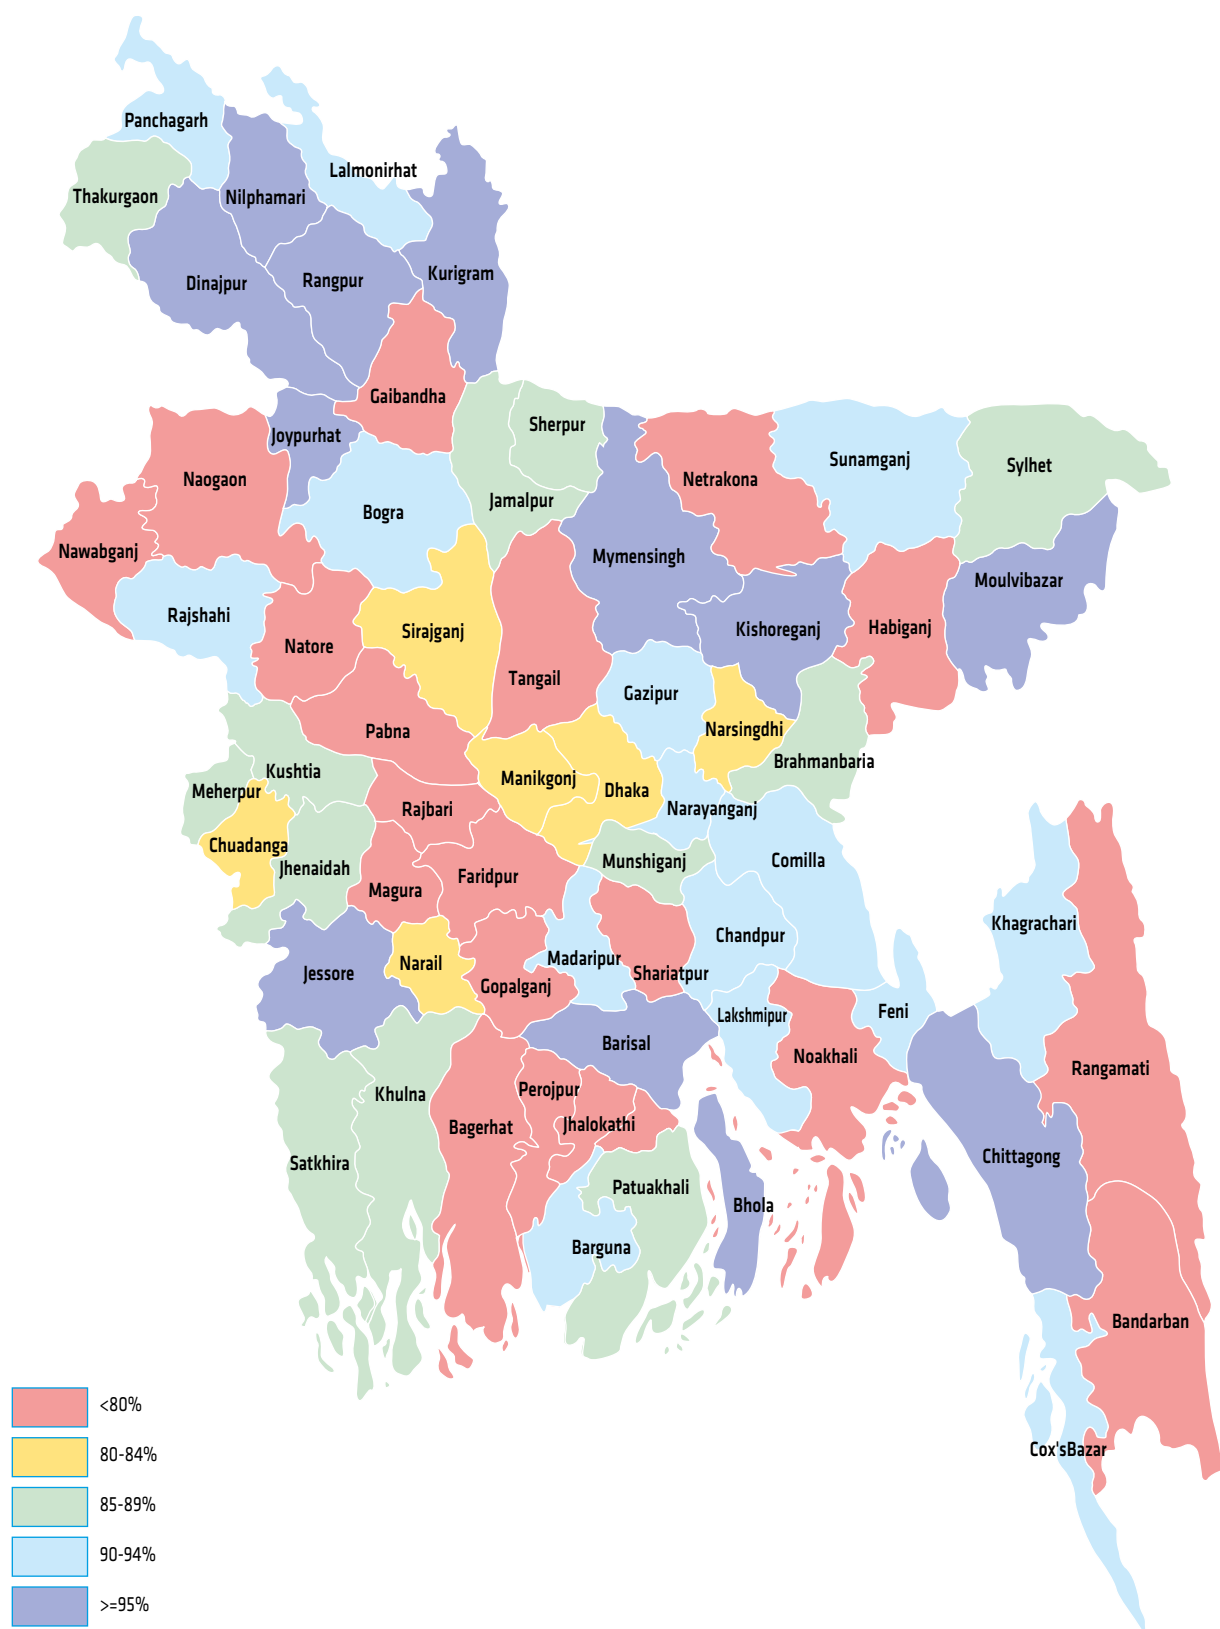 Panchagarh
Lalmonirhat
Thakurgaon
Nilphamari
Dinajpur
Rangpur
Kurigram
Gaibandha
Joypurhat
Sherpur
Naogaon
Netrakona
Sunamganj
Sylhet
Bogra
Jamalpur
Nawabganj
Mymensingh
Moulvibazar
Rajshahi
Sirajganj
Kishoreganj
Habiganj
Natore
Tangail
Gazipur
Pabna
Narsingdhi
Kushtia
Brahmanbaria
Meherpur
Manikgonj
Dhaka
Rajbari
Narayanganj
Chuadanga
Jhenaidah
Munshiganj
Comilla
Magura
Faridpur
Khagrachari
Chandpur
Jessore
Narail
Madaripur
Shariatpur
Gopalganj
Lakshmipur
Feni
Barisal
Noakhali
Rangamati
Khulna
Perojpur
Bagerhat
Jhalokathi
Chittagong
Satkhira
Patuakhali
Bhola
Barguna
Bandarban
Cox'sBazar
<80%
80-84%
85-89%
90-94%
>=95%